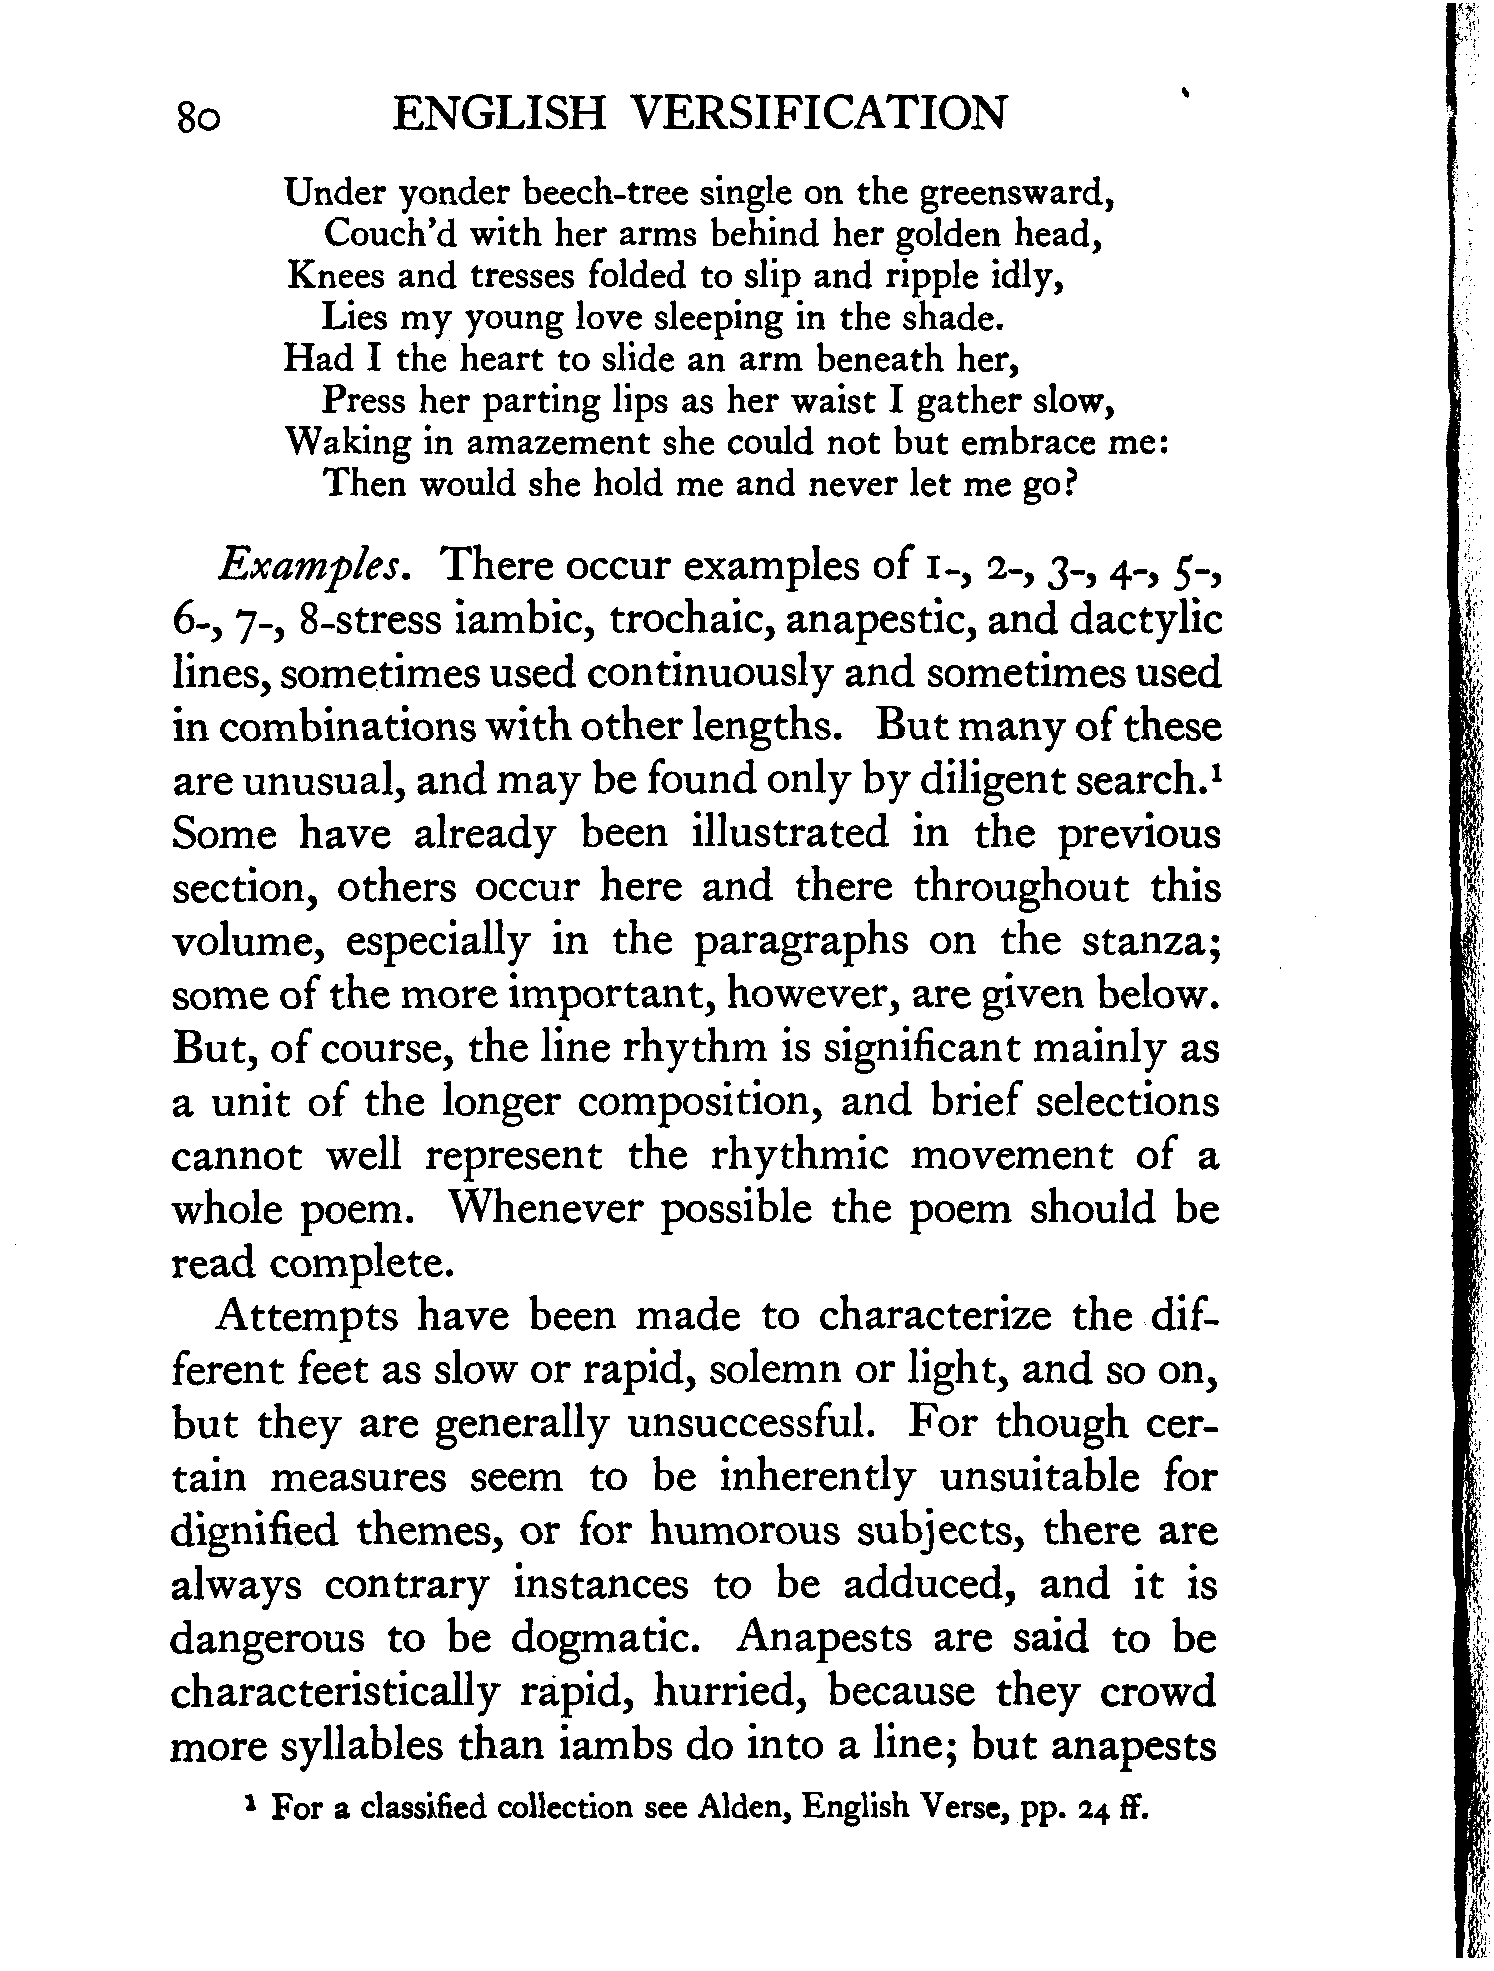 80 ENGLISH VERSIFICATION
Under yonder beech-tree single on the greensward,
Couch'd with her arms behind her golden head,
Knees and tresses folded to slip and ripple idly,
Lies my young love sleeping in the shade.
Had I the heart to slide an arm beneath her,
Press her parting lips as her waist I gather slow,
Waking in amazement she could not but embrace me:
Then would she hold me and never let me go?
Examples. There occur examples of 1-, 2-, 3-, 4-, 5-,
6-, 7-, 8-stress iambic, trochaic, anapestic, and dactylic
lines, sometimes used continuously and sometimes used
in combinations with other lengths. But many of these
are unusual, and may be found only by diligent search.¹
Some have already been illustrated in the previous
section, others occur here and there throughout this
volume, especially in the paragraphs on the stanza;
some of the more important, however, are given below.
But, of course, the line rhythm is significant mainly as
a unit of the longer composition, and brief selections
cannot well represent the rhythmic movement of a
whole poem. Whenever possible the poem should be
read complete.
Attempts have been made to characterize the dif-
ferent feet as slow or rapid, solemn or light, and so on,
but they are generally unsuccessful. For though cer-
tain measures seem to be inherently unsuitable for
dignified themes, or for humorous subjects, there are
always contrary instances to be adduced, and it is
dangerous to be dogmatic. Anapests are said to be
characteristically rapid, hurried, because they crowd
more syllables than iambs do into a line; but anapests
¹ For a classified collection see Alden, English Verse, pp. 24 ff.